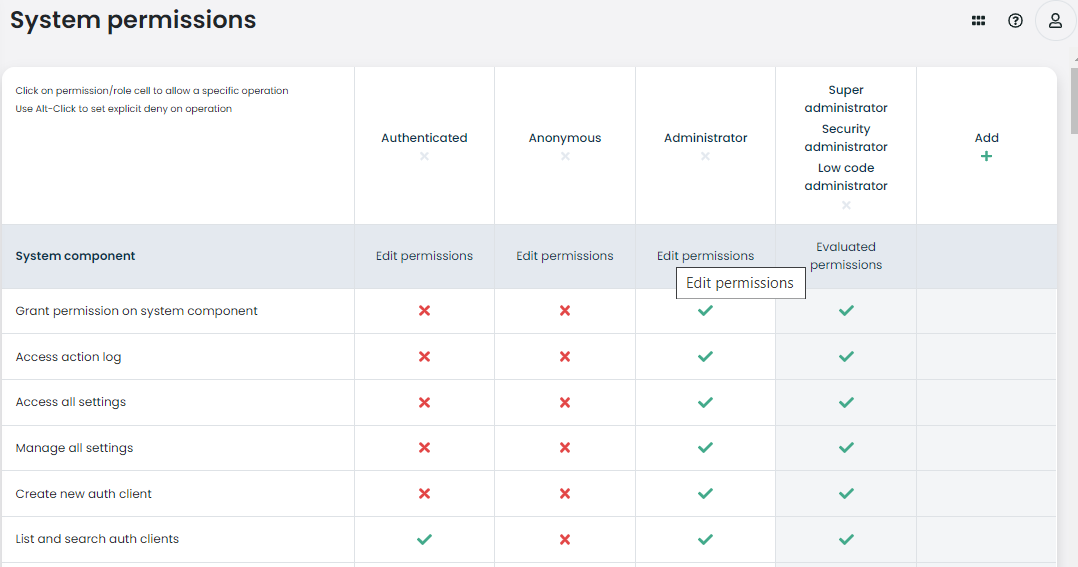 System permissions
Click on permission/role cell to allow a specific operation
Use Alt-Click to set explicit deny on operation
Authenticated
Anonymous
Administrator
Super
administrator
Security
administrator
Low code
administrator
Add
System component
Edit permissions
Edit permissions
Edit permissions
Evaluated
permissions
Edit permissions
Grant permission on system component
Access action log
Access all settings
Manage all settings
Create new auth client
List and search auth clients